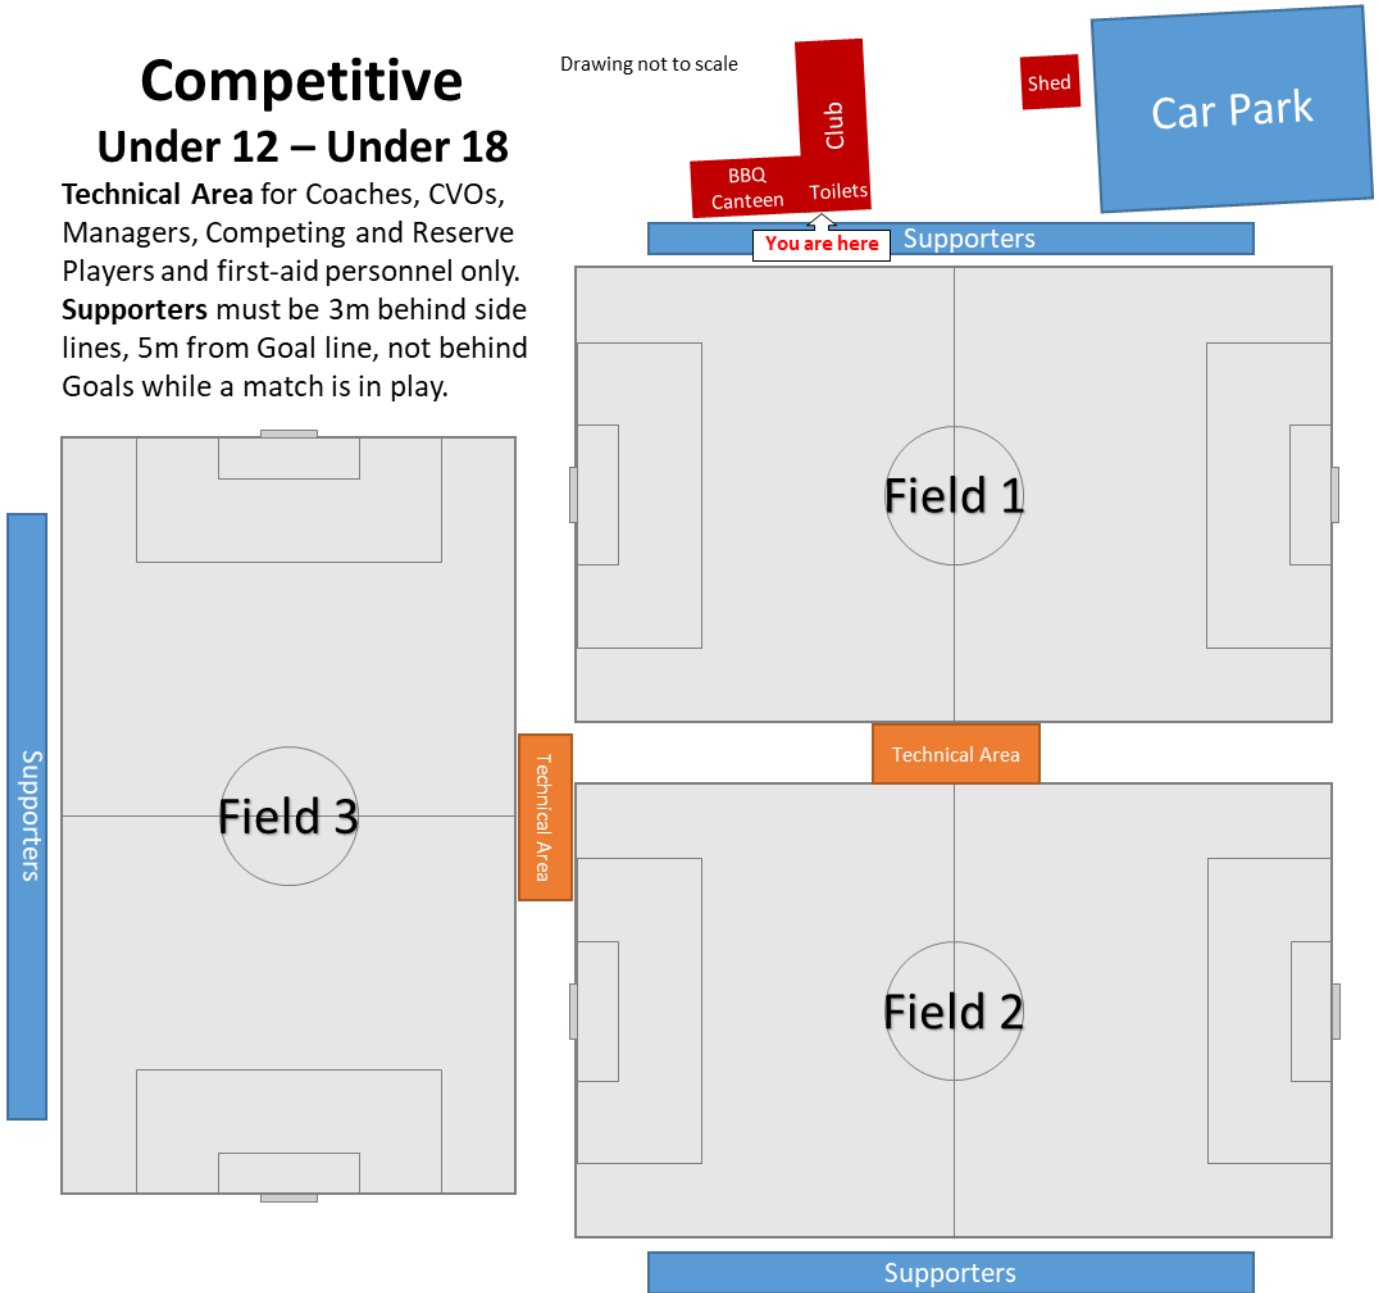 Competitive
Under 12 – Under 18
Technical Area for Coaches, CVOs,
Managers, Competing and Reserve
Players and first-aid personnel only.
Supporters must be 3m behind side
lines, 5m from Goal line, not behind
Goals while a match is in play.
Drawing not to scale
Club
BBQ
Canteen
Toilets
Shed
Car Park
You are here
Supporters
Field 1
Technical Area
Field 2
Supporters
Supporters
Field 3
Technical Area